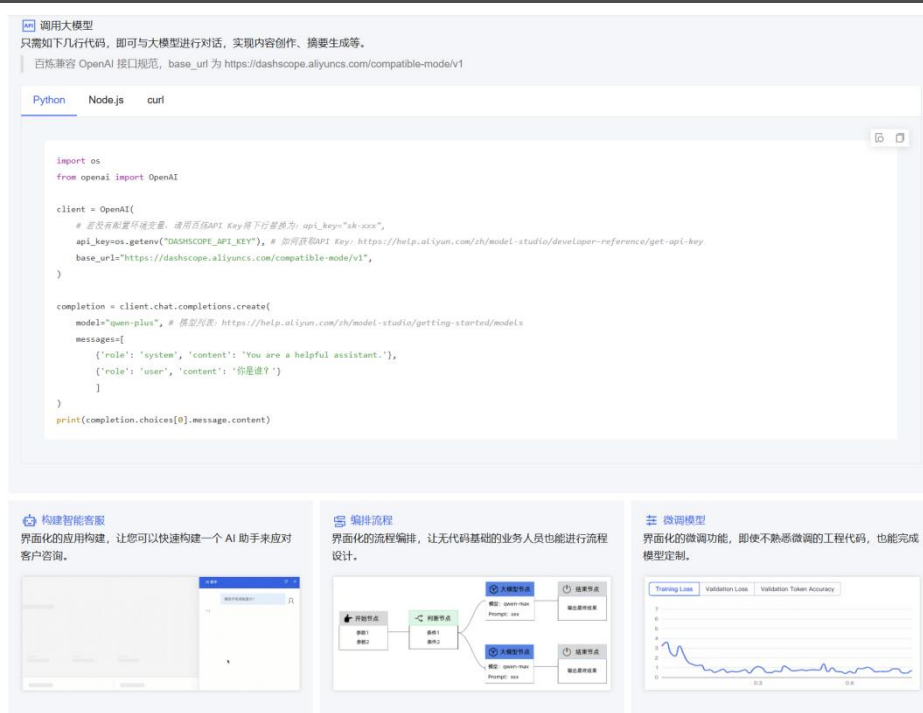 API 调用大模型
只需如下几行代码，即可与大模型进行对话，实现内容创作、摘要生成等。
百炼兼容 OpenAI 接口规范，base_url 为 https://dashscope.aliyuncs.com/compatible-mode/v1
Python Node.js curl
import os
from openai import OpenAI
client = OpenAI(
# 若没有配置环境变量，请用百炼API Key将下行替换为：api_key="sk-xxx",
api_key=os.getenv("DASHSCOPE_API_KEY"), # 如何获取API Key：https://help.aliyun.com/zh/model-studio/developer-reference/get-api-key
base_url="https://dashscope.aliyuncs.com/compatible-mode/v1",
)
completion = client.chat.completions.create(
model="qwen-plus", # 模型列表：https://help.aliyun.com/zh/model-studio/getting-started/models
messages=[
{'role': 'system', 'content': 'You are a helpful assistant.'},
{'role': 'user', 'content': '你是谁？'}
]
)
print(completion.choices[0].message.content)
构建智能客服
界面化的应用构建，让您可以快速构建一个 AI 助手来应对
客户咨询。
AI 助手
编排流程
界面化的流程编排，让无代码基础的业务人员也能进行流程
设计。
开始节点
参数1
参数2
判断节点
条件1
条件2
大模型节点
模型：qwen-max
Prompt：xxx
结束节点
输出最终结果
大模型节点
模型：qwen-max
Prompt：xxx
结束节点
输出最终结果
微调模型
界面化的微调功能，即使不熟悉微调的工程代码，也能完成
模型定制。
Training Loss Validation Loss Validation Token Accuracy
7
6
5
4
3
2
1
0
0.3 0.6